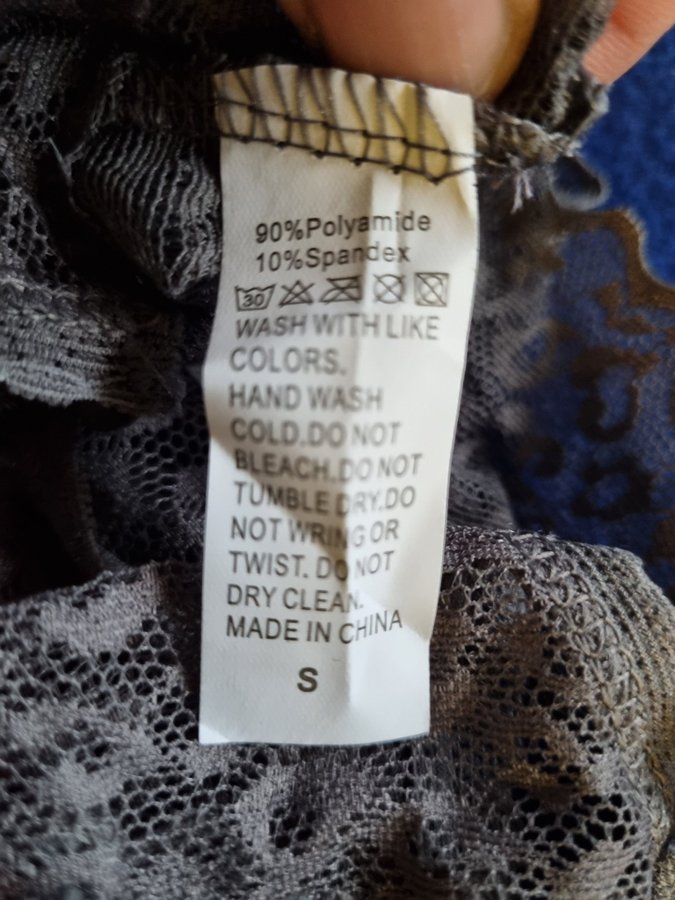 90%Polyamide
10%Spandex
30
WASH WITH LIKE
COLORS.
HAND WASH
COLD.DO NOT
BLEACH.DO NOT
TUMBLE DRY.DO
NOT WRING OR
TWIST. DO NOT
DRY CLEAN.
MADE IN CHINA
S